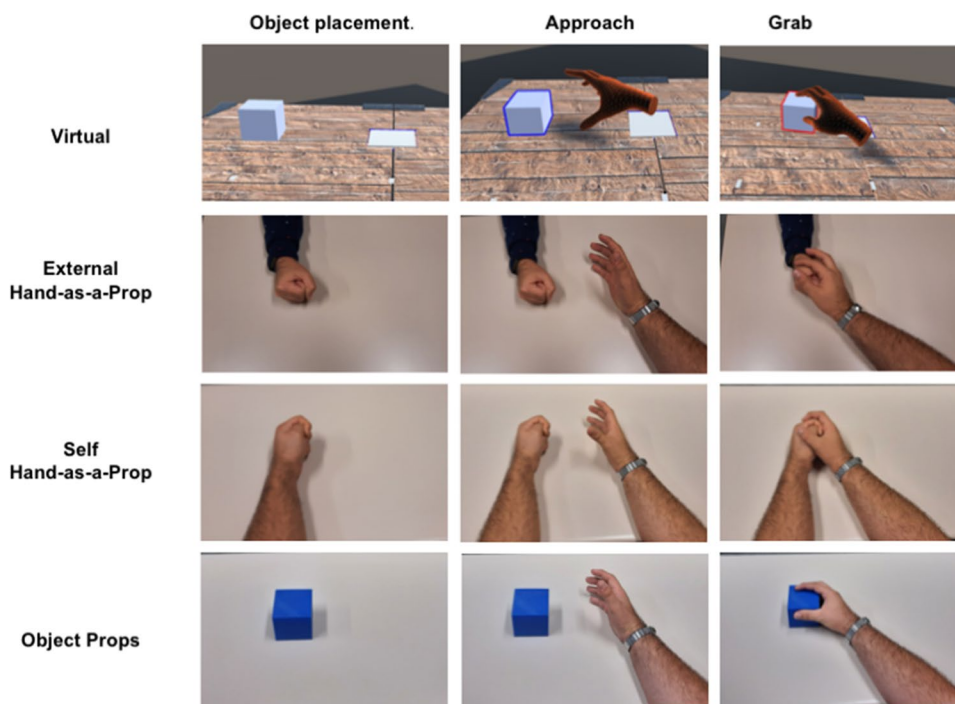 Object placement.
Approach
Grab
Virtual
External
Hand-as-a-Prop
Self
Hand-as-a-Prop
Object Props